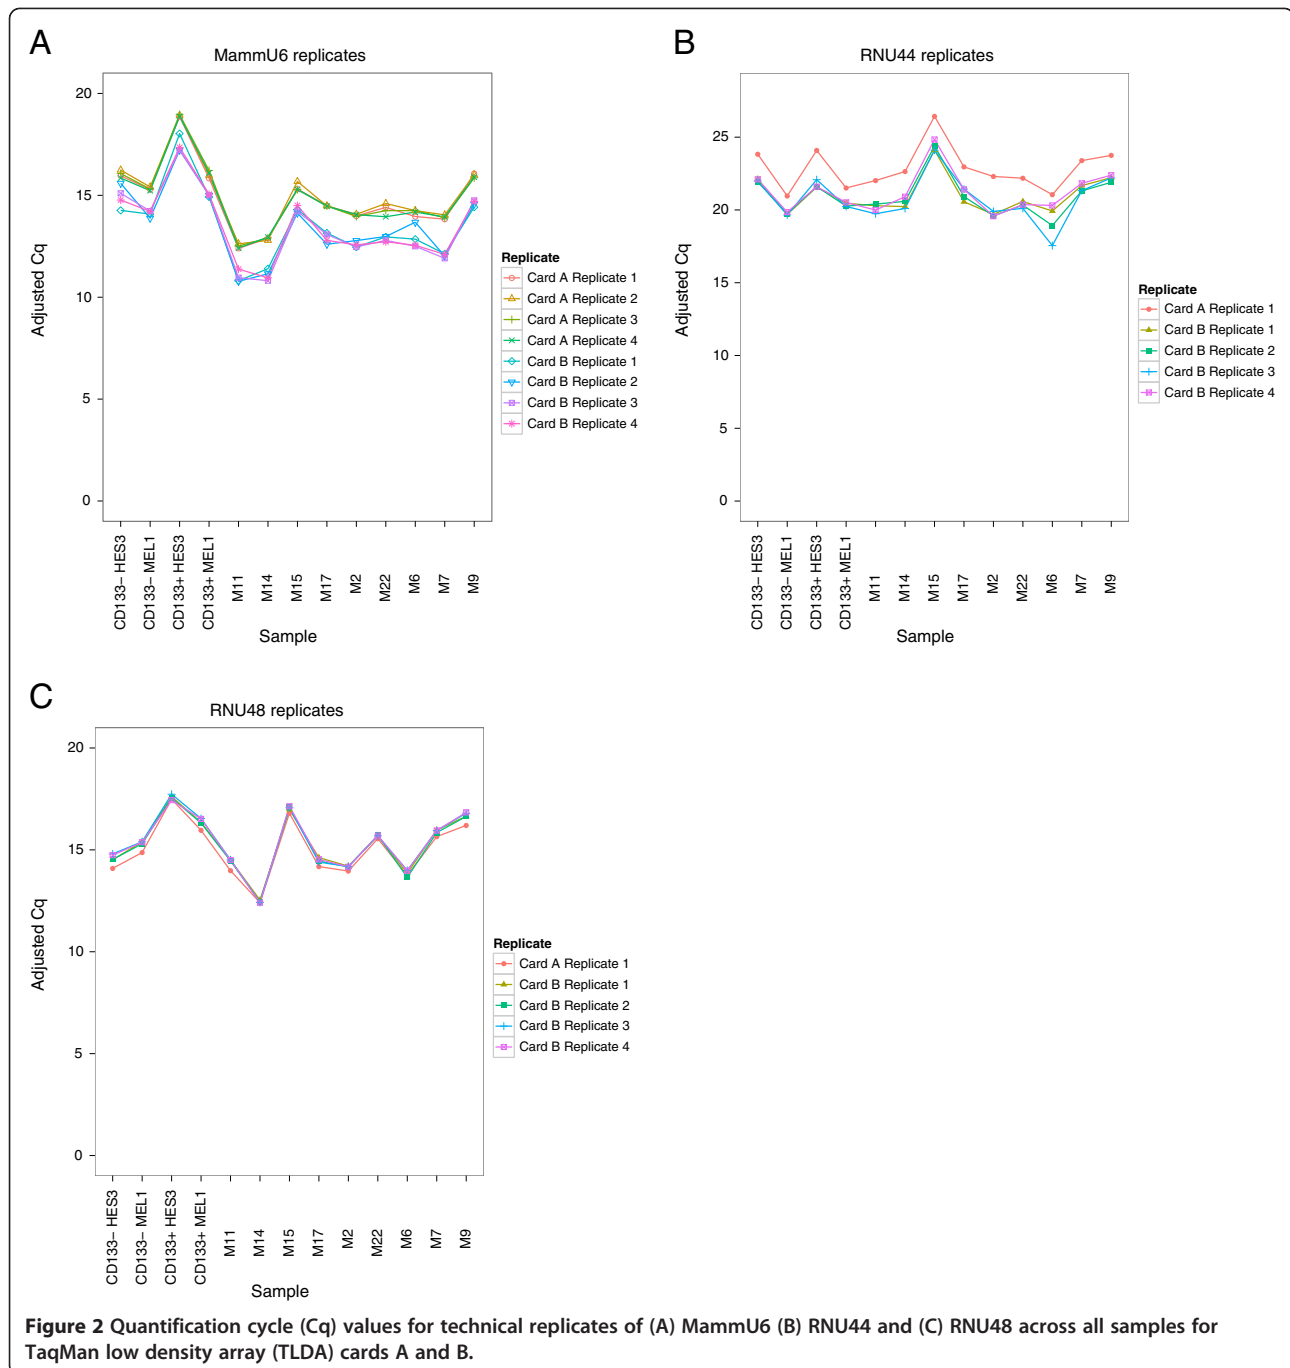 A
MammU6 replicates
20
15
10
5
0
Adjusted Cq
CD133– HES3
CD133– MEL1
CD133+ HES3
CD133+ MEL1
M11
M14
M15
M17
M2
M22
M6
M7
M9
Sample
Replicate
Card A Replicate 1
Card A Replicate 2
Card A Replicate 3
Card A Replicate 4
Card B Replicate 1
Card B Replicate 2
Card B Replicate 3
Card B Replicate 4
B
RNU44 replicates
25
20
15
10
5
0
Adjusted Cq
CD133– HES3
CD133– MEL1
CD133+ HES3
CD133+ MEL1
M11
M14
M15
M17
M2
M22
M6
M7
M9
Sample
Replicate
Card A Replicate 1
Card B Replicate 1
Card B Replicate 2
Card B Replicate 3
Card B Replicate 4
C
RNU48 replicates
20
15
10
5
0
Adjusted Cq
CD133– HES3
CD133– MEL1
CD133+ HES3
CD133+ MEL1
M11
M14
M15
M17
M2
M22
M6
M7
M9
Sample
Replicate
Card A Replicate 1
Card B Replicate 1
Card B Replicate 2
Card B Replicate 3
Card B Replicate 4
Figure 2 Quantification cycle (Cq) values for technical replicates of (A) MammU6 (B) RNU44 and (C) RNU48 across all samples for
TaqMan low density array (TLDA) cards A and B.